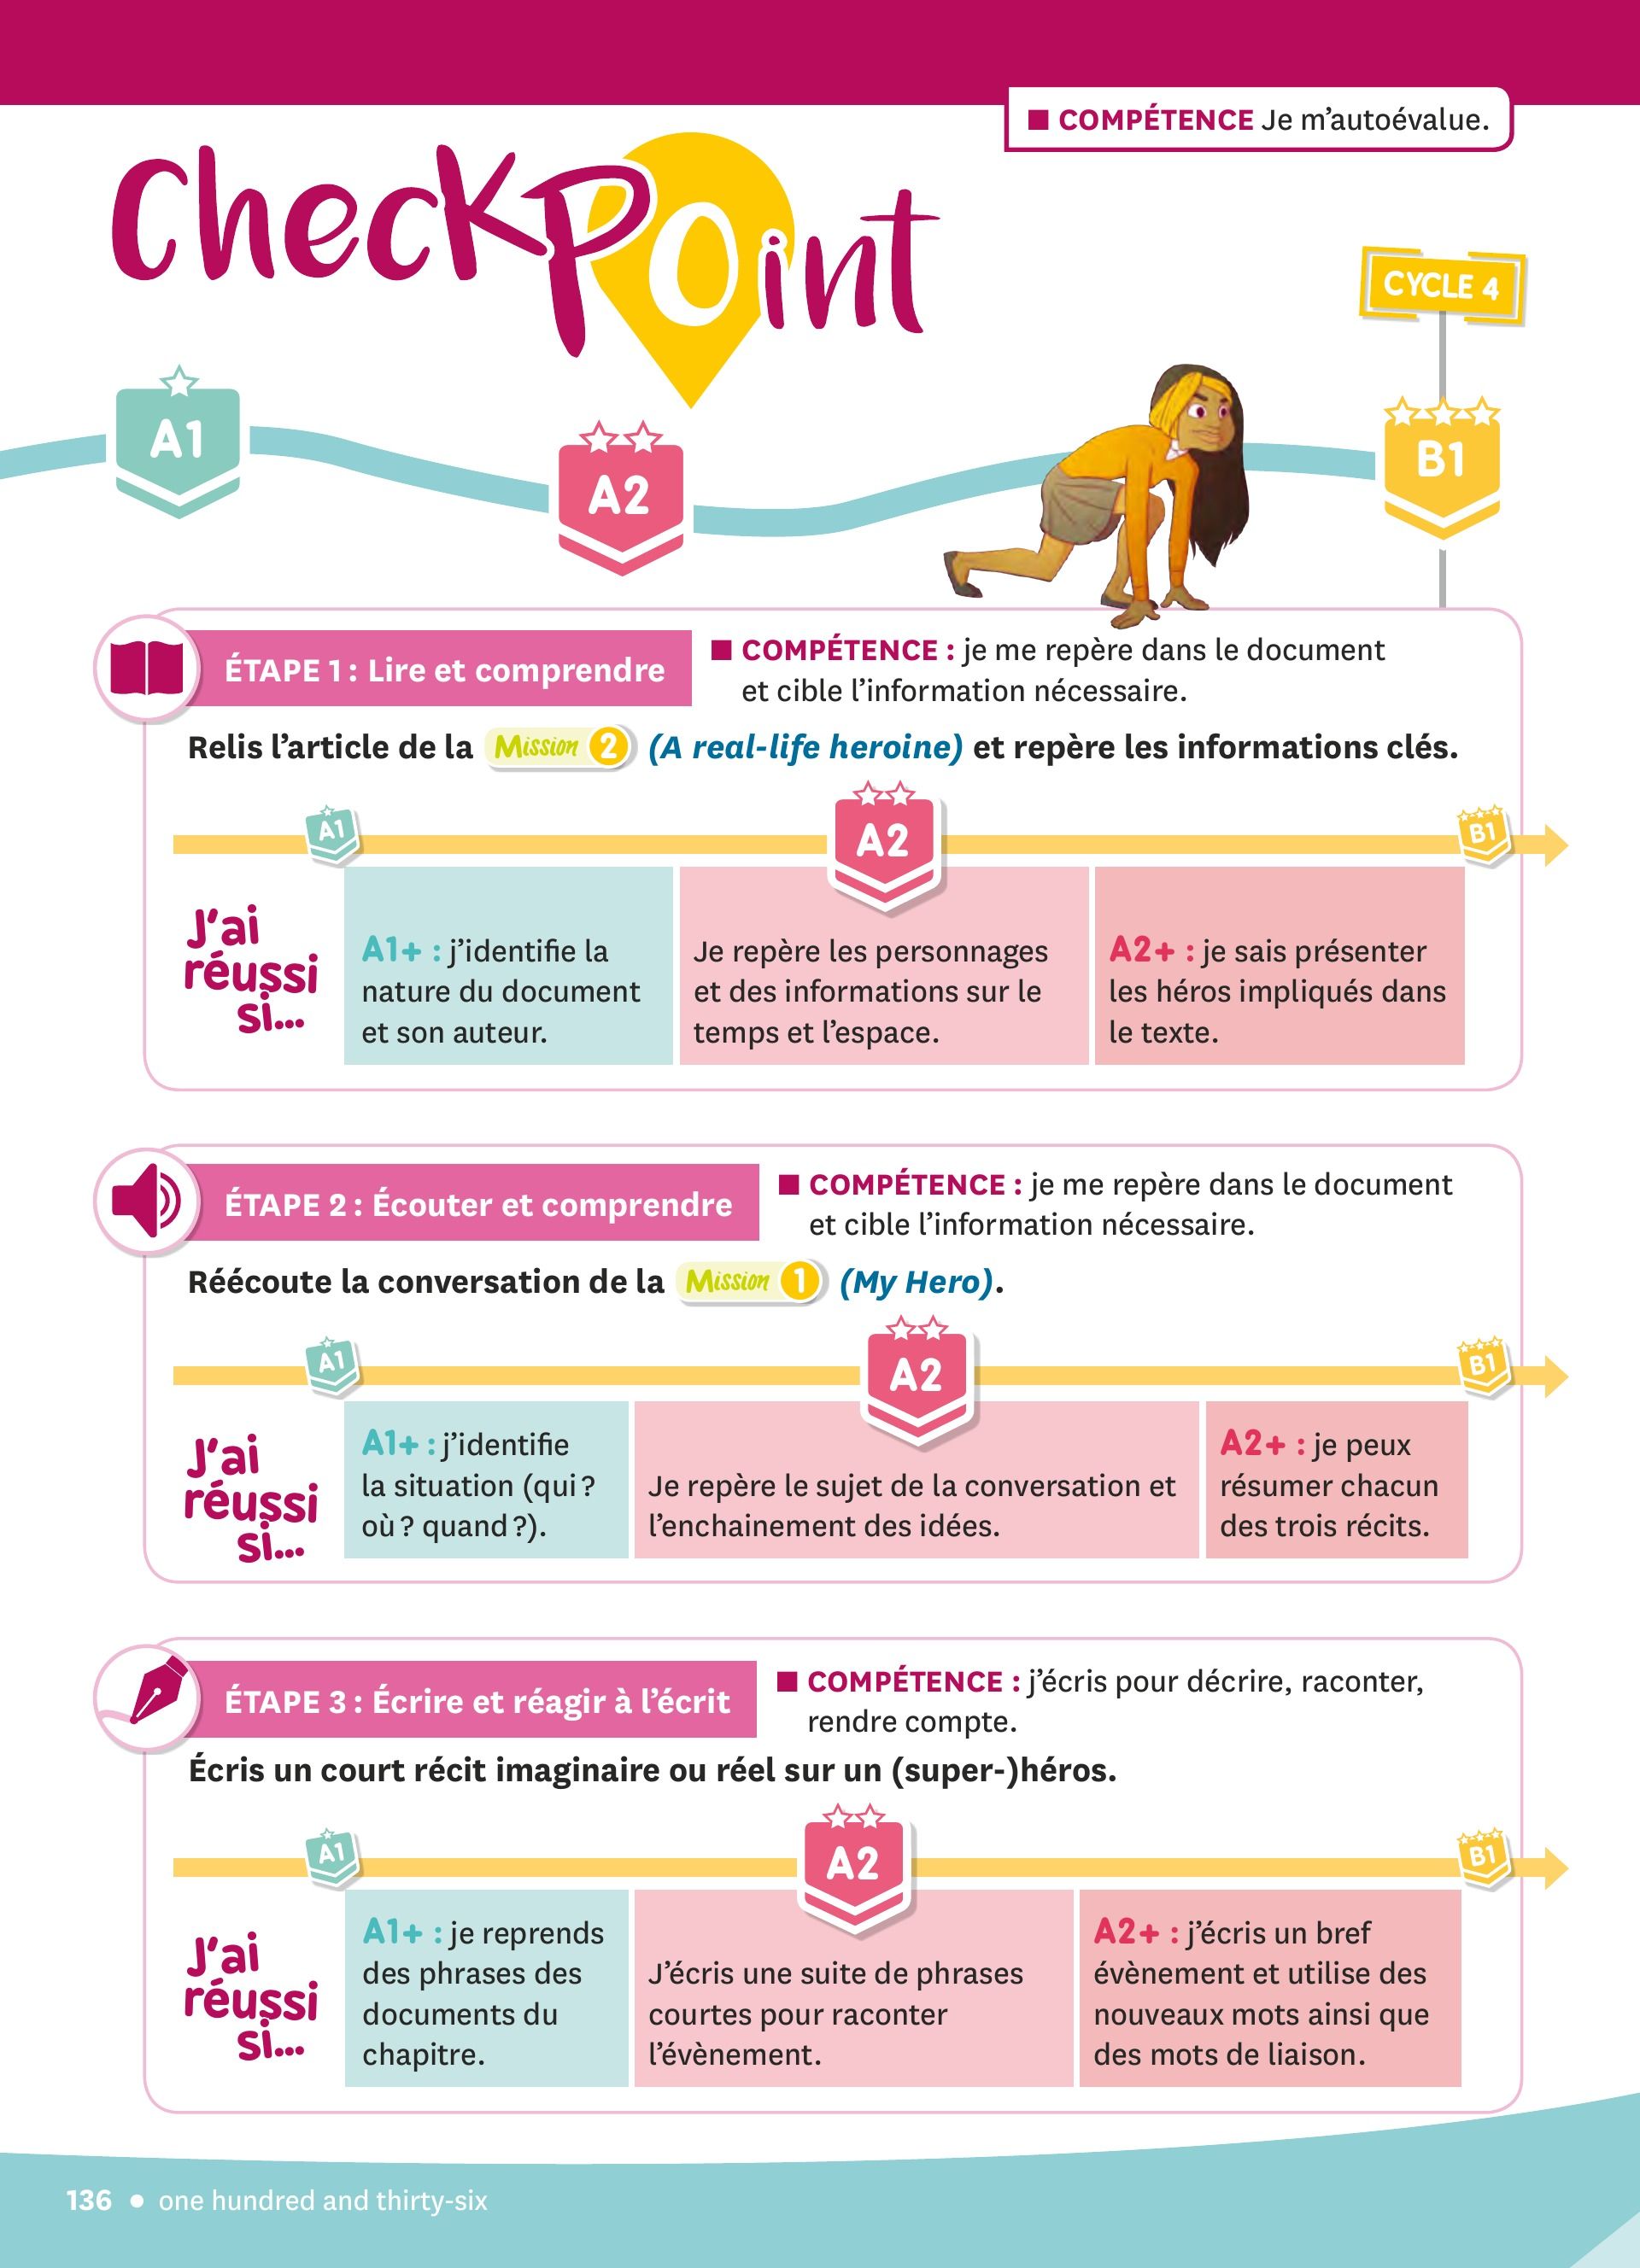 ■ COMPÉTENCE Je m'autoévalue.
CheckPoint
CYCLE 4
A1
A2
B1
ÉTAPE 1 : Lire et comprendre
■ COMPÉTENCE : je me repère dans le document
et cible l'information nécessaire.
Relis l'article de la Mission 2 (A real-life heroine) et repère les informations clés.
A1
A2
B1
J'ai
réussi
si...
A1+ : j'identifie la
nature du document
et son auteur.
Je repère les personnages
et des informations sur le
temps et l'espace.
A2+ : je sais présenter
les héros impliqués dans
le texte.
ÉTAPE 2 : Écouter et comprendre
■ COMPÉTENCE : je me repère dans le document
et cible l'information nécessaire.
Réécoute la conversation de la Mission 1 (My Hero).
A1
A2
B1
J'ai
réussi
si...
A1+ : j'identifie
la situation (qui ?
où ? quand ?).
Je repère le sujet de la conversation et
l'enchainement des idées.
A2+ : je peux
résumer chacun
des trois récits.
ÉTAPE 3 : Écrire et réagir à l'écrit
■ COMPÉTENCE : j'écris pour décrire, raconter,
rendre compte.
Écris un court récit imaginaire ou réel sur un (super-)héros.
A1
A2
B1
J'ai
réussi
si...
A1+ : je reprends
des phrases des
documents du
chapitre.
J'écris une suite de phrases
courtes pour raconter
l'évènement.
A2+ : j'écris un bref
évènement et utilise des
nouveaux mots ainsi que
des mots de liaison.
136 • one hundred and thirty-six